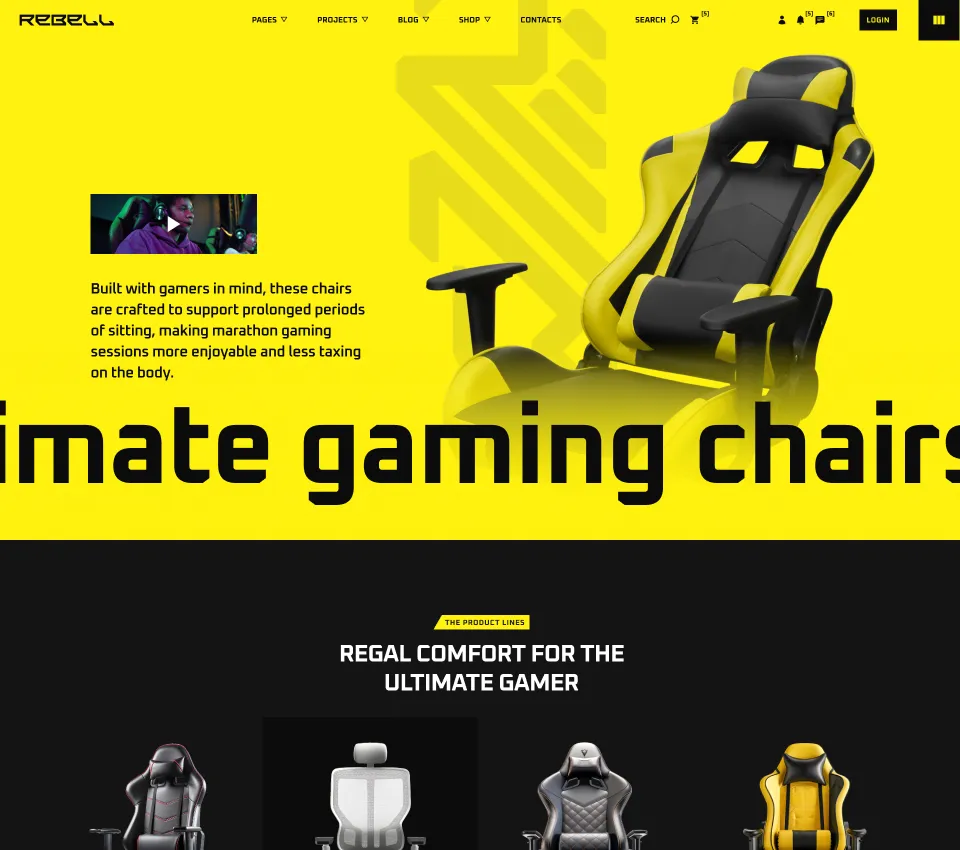 REBELL
PAGES
PROJECTS
BLOG
SHOP
CONTACTS
SEARCH
[5]
[5]
[6]
LOGIN
Built with gamers in mind, these chairs
are crafted to support prolonged periods
of sitting, making marathon gaming
sessions more enjoyable and less taxing
on the body.
imate gaming chairs
THE PRODUCT LINES
REGAL COMFORT FOR THE
ULTIMATE GAMER